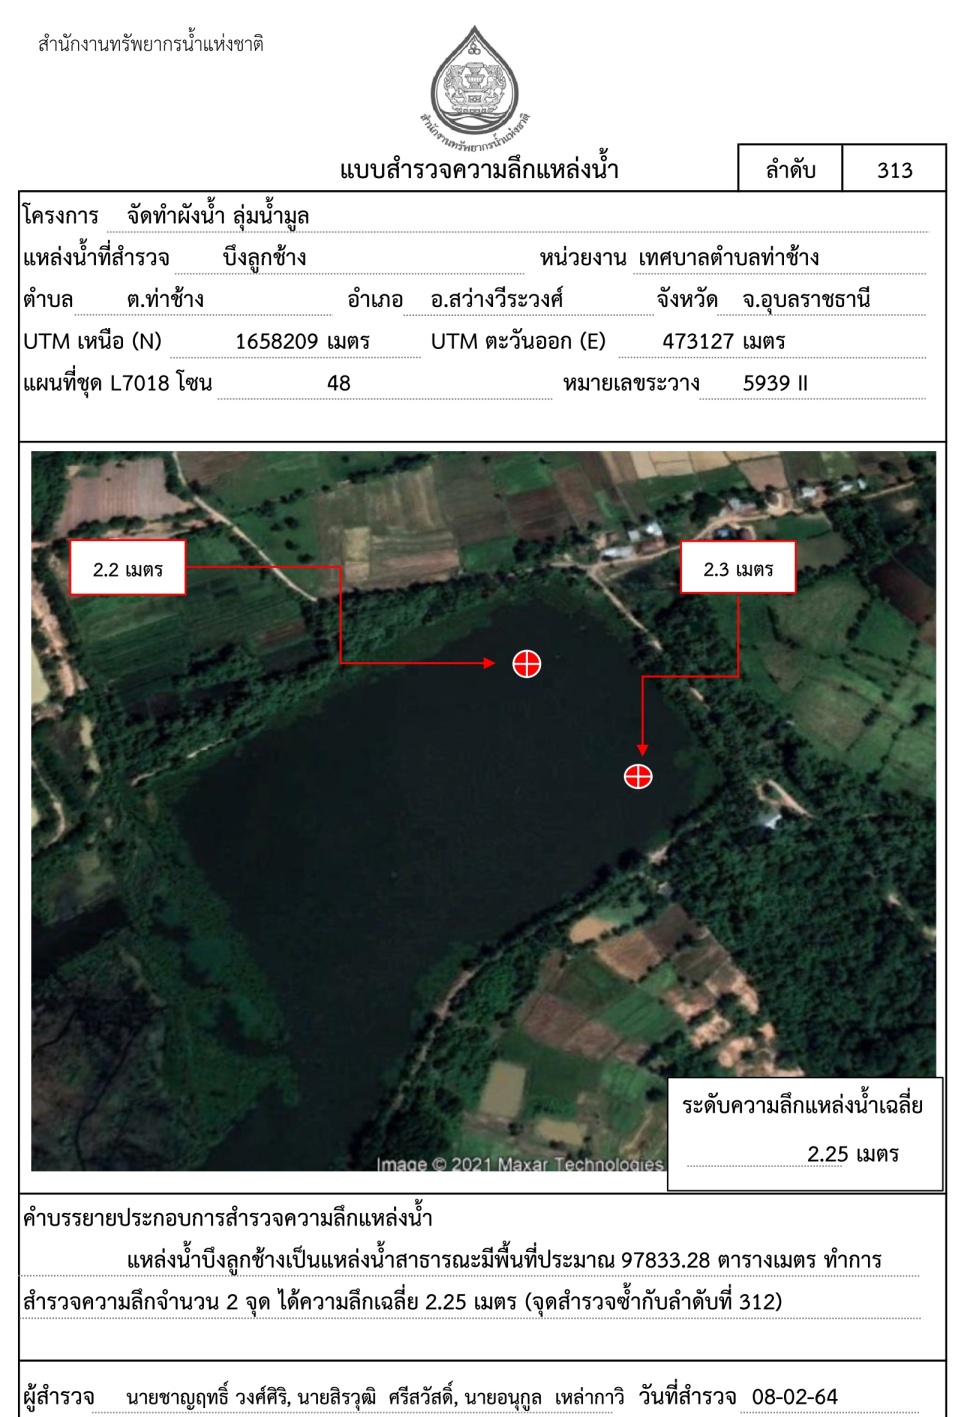 สำนักงานทรัพยากรน้ำแห่งชาติ
สำนักงานทรัพยากรน้ำแห่งชาติ
แบบสำรวจความลึกแหล่งน้ำ ลำดับ 313
โครงการ จัดทำผังน้ำ ลุ่มน้ำมูล
แหล่งน้ำที่สำรวจ บึงลูกช้าง หน่วยงาน เทศบาลตำบลท่าช้าง
ตำบล ต.ท่าช้าง อำเภอ อ.สว่างวีระวงศ์ จังหวัด จ.อุบลราชธานี
UTM เหนือ (N) 1658209 เมตร UTM ตะวันออก (E) 473127 เมตร
แผนที่ชุด L7018 โซน 48 หมายเลขระวาง 5939 II
2.2 เมตร 2.3 เมตร
ระดับความลึกแหล่งน้ำเฉลี่ย
2.25 เมตร
Image © 2021 Maxar Technologies
คำบรรยายประกอบการสำรวจความลึกแหล่งน้ำ
แหล่งน้ำบึงลูกช้างเป็นแหล่งน้ำสาธารณะมีพื้นที่ประมาณ 97833.28 ตารางเมตร ทำการ
สำรวจความลึกจำนวน 2 จุด ได้ความลึกเฉลี่ย 2.25 เมตร (จุดสำรวจซ้ำกับลำดับที่ 312)
ผู้สำรวจ นายชาญฤทธิ์ วงศ์ศิริ, นายสิรวุฒิ ศรีสวัสดิ์, นายอนุกูล เหล่ากาวิ วันที่สำรวจ 08-02-64